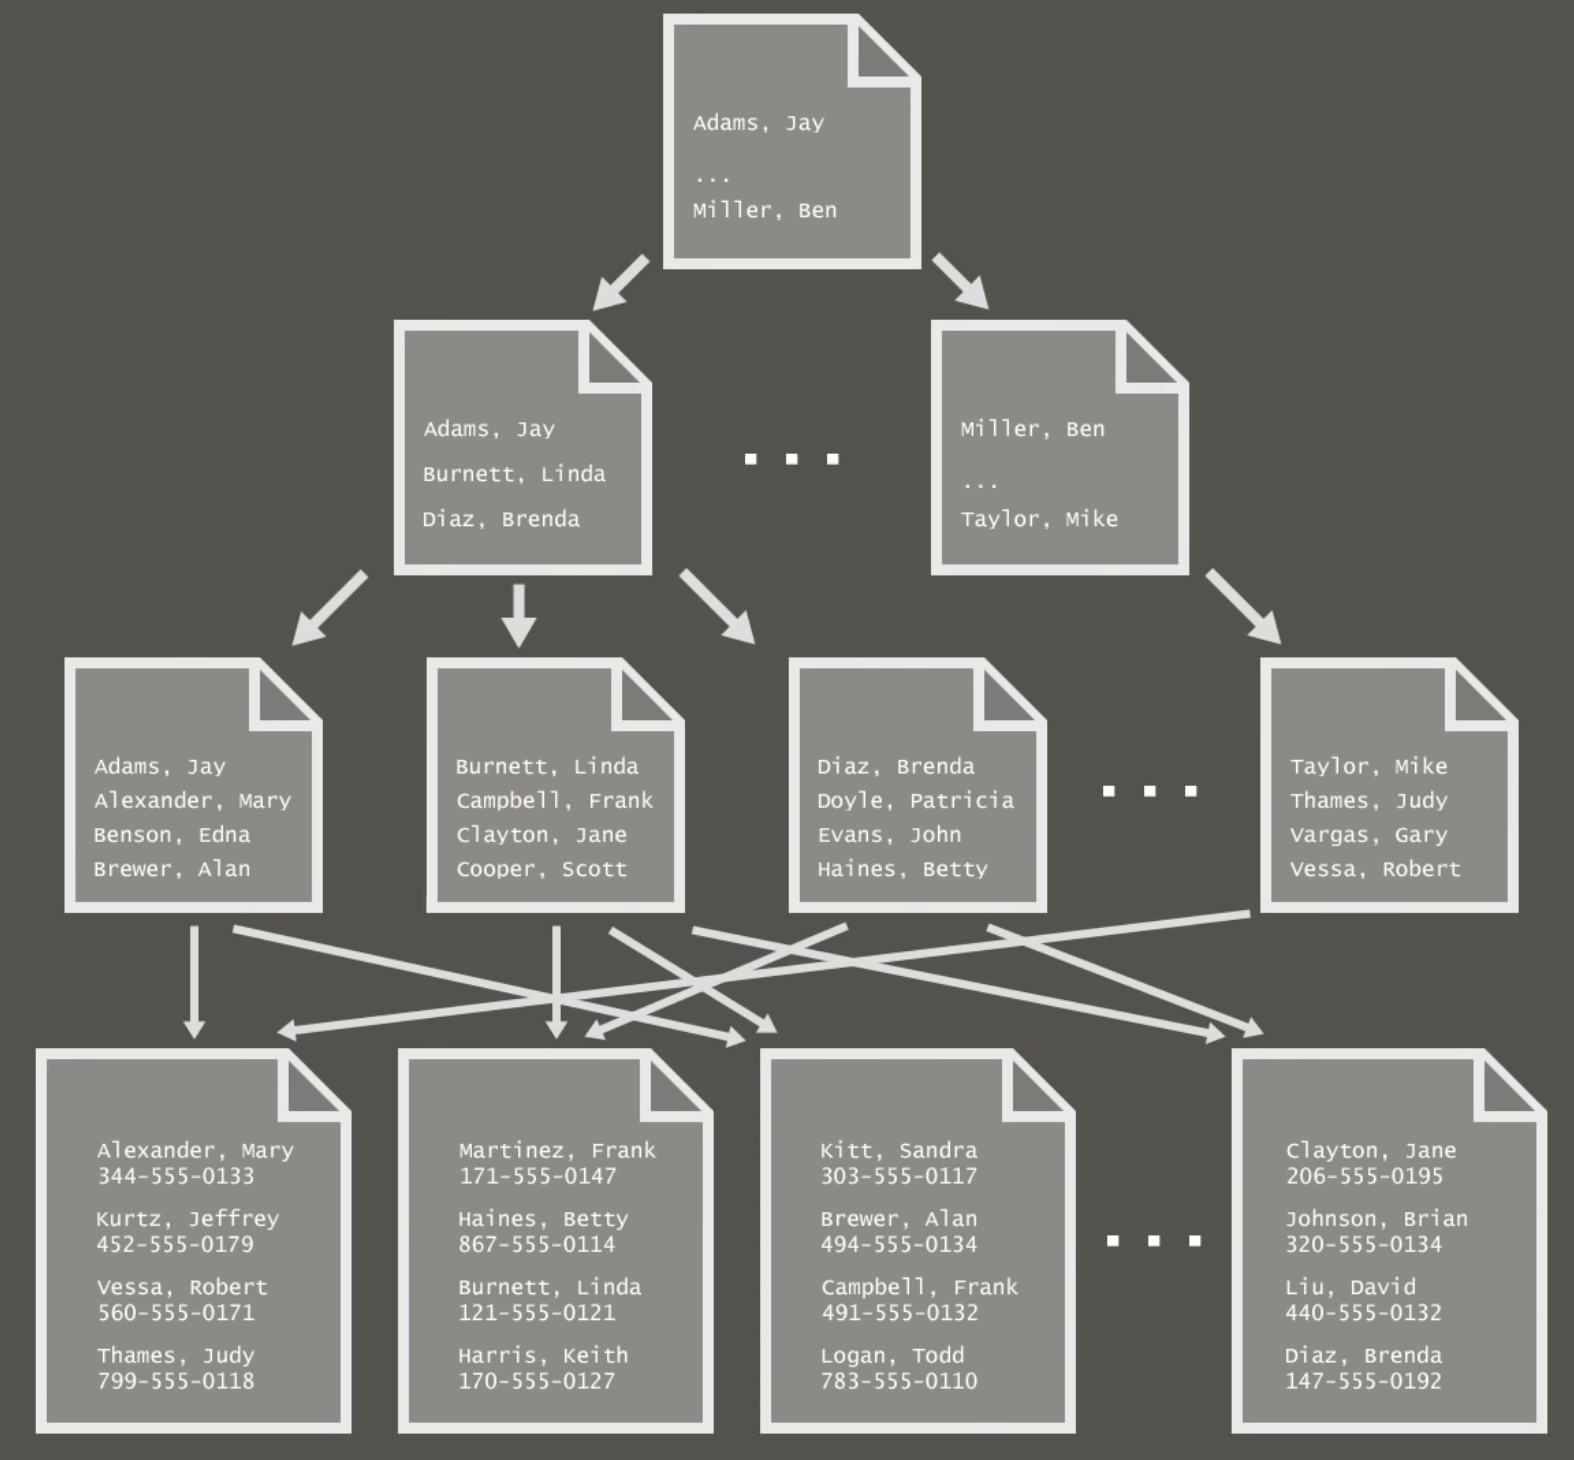 Adams, Jay
...
Miller, Ben
Adams, Jay
Burnett, Linda
Diaz, Brenda
...
Miller, Ben
...
Taylor, Mike
Adams, Jay
Alexander, Mary
Benson, Edna
Brewer, Alan
Burnett, Linda
Campbell, Frank
Clayton, Jane
Cooper, Scott
Diaz, Brenda
Doyle, Patricia
Evans, John
Haines, Betty
...
Taylor, Mike
Thames, Judy
Vargas, Gary
Vessa, Robert
Alexander, Mary
344-555-0133
Kurtz, Jeffrey
452-555-0179
Vessa, Robert
560-555-0171
Thames, Judy
799-555-0118
Martinez, Frank
171-555-0147
Haines, Betty
867-555-0114
Burnett, Linda
121-555-0121
Harris, Keith
170-555-0127
Kitt, Sandra
303-555-0117
Brewer, Alan
494-555-0134
Campbell, Frank
491-555-0132
Logan, Todd
783-555-0110
...
Clayton, Jane
206-555-0195
Johnson, Brian
320-555-0134
Liu, David
440-555-0132
Diaz, Brenda
147-555-0192